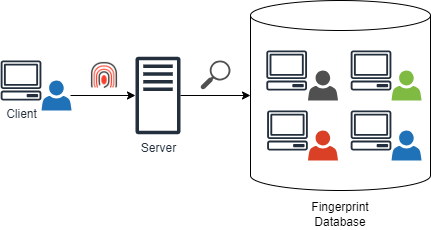 Client
Server
Fingerprint
Database